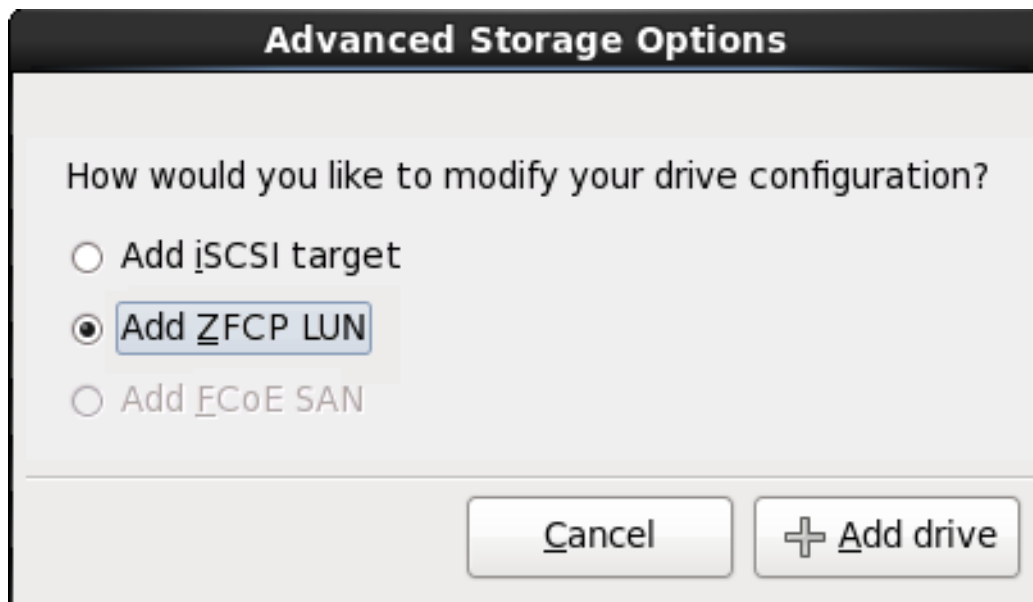 Advanced Storage Options
How would you like to modify your drive configuration?
Add iSCSI target
Add ZFCP LUN
Add FCoE SAN
Cancel
Add drive